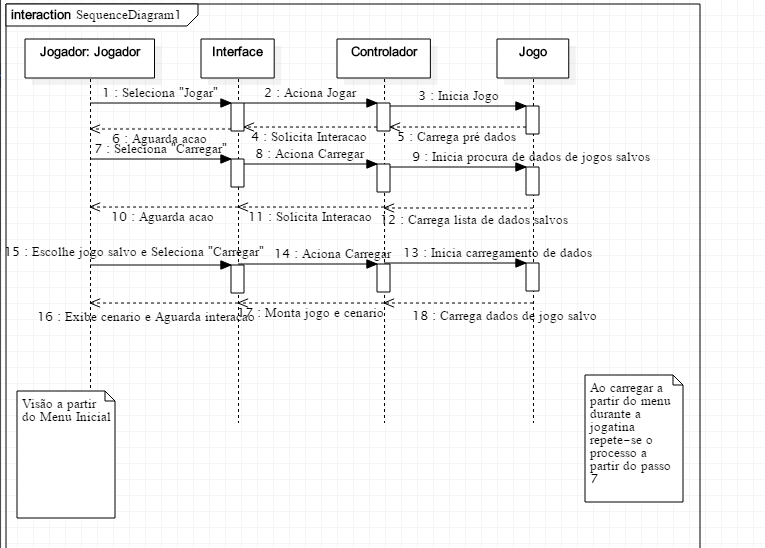 interaction SequenceDiagram1
Jogador: Jogador
Interface
Controlador
Jogo
1 : Seleciona "Jogar"
2 : Aciona Jogar
3 : Inicia Jogo
6 : Aguarda acao
4 : Solicita Interacao
5 : Carrega pré dados
7 : Seleciona "Carregar"
8 : Aciona Carregar
9 : Inicia procura de dados de jogos salvos
10 : Aguarda acao
11 : Solicita Interacao
12 : Carrega lista de dados salvos
15 : Escolhe jogo salvo e Seleciona "Carregar"
14 : Aciona Carregar
13 : Inicia carregamento de dados
16 : Exibe cenario e Aguarda interacao
17 : Monta jogo e cenario
18 : Carrega dados de jogo salvo
Visão a partir
do Menu Inicial
Ao carregar a
partir do menu
durante a
jogatina
repete-se o
processo a
partir do passo
7